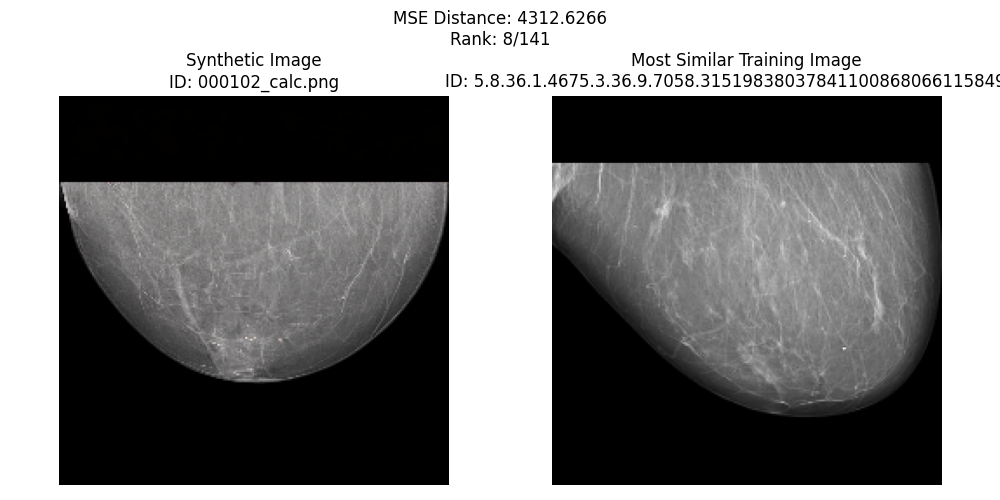 MSE Distance: 4312.6266
Rank: 8/141
Synthetic Image
ID: 000102_calc.png
Most Similar Training Image
ID: 5.8.36.1.4675.3.36.9.7058.315198380378411008680661158​49